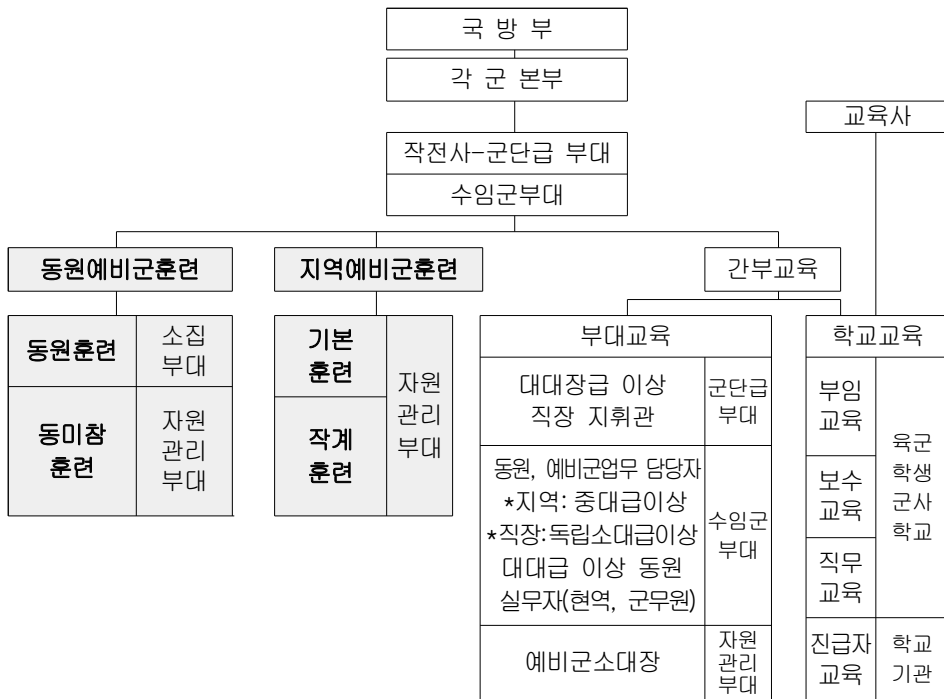 국 방 부
각 군 본부
교육사
작전사-군단급 부대
수임군부대
동원예비군훈련
지역예비군훈련
간부교육
동원훈련
소집
부대
동미참
훈련
자원
관리
부대
기본
훈련
작계
훈련
자원
관리
부대
부대교육
대대장급 이상
직장 지휘관
군단급
부대
동원, 예비군업무 담당자
*지역: 중대급이상
*직장:독립소대급이상
대대급 이상 동원
실무자(현역, 군무원)
수임군
부대
예비군소대장
자원
관리
부대
학교교육
부임
교육
보수
교육
직무
교육
육군
학생
군사
학교
진급자
교육
학교
기관